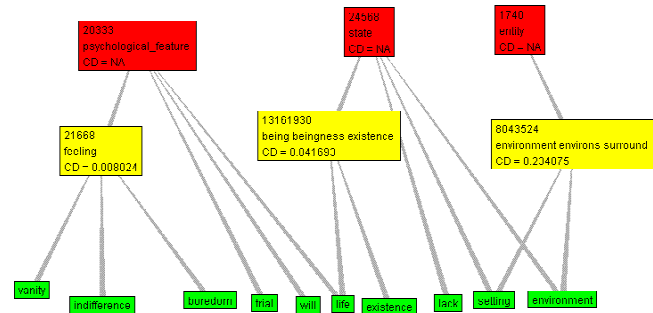 20333
psychological_feature
CD = NA
24568
state
CD = NA
1740
entity
CD = NA
21668
feeling
CD = 0.008024
13161930
being beingness existence
CD = 0.041693
8043524
environment environs surround
CD = 0.234075
vanity
indifference
boredom
trial
will
life
existence
lack
setting
environment